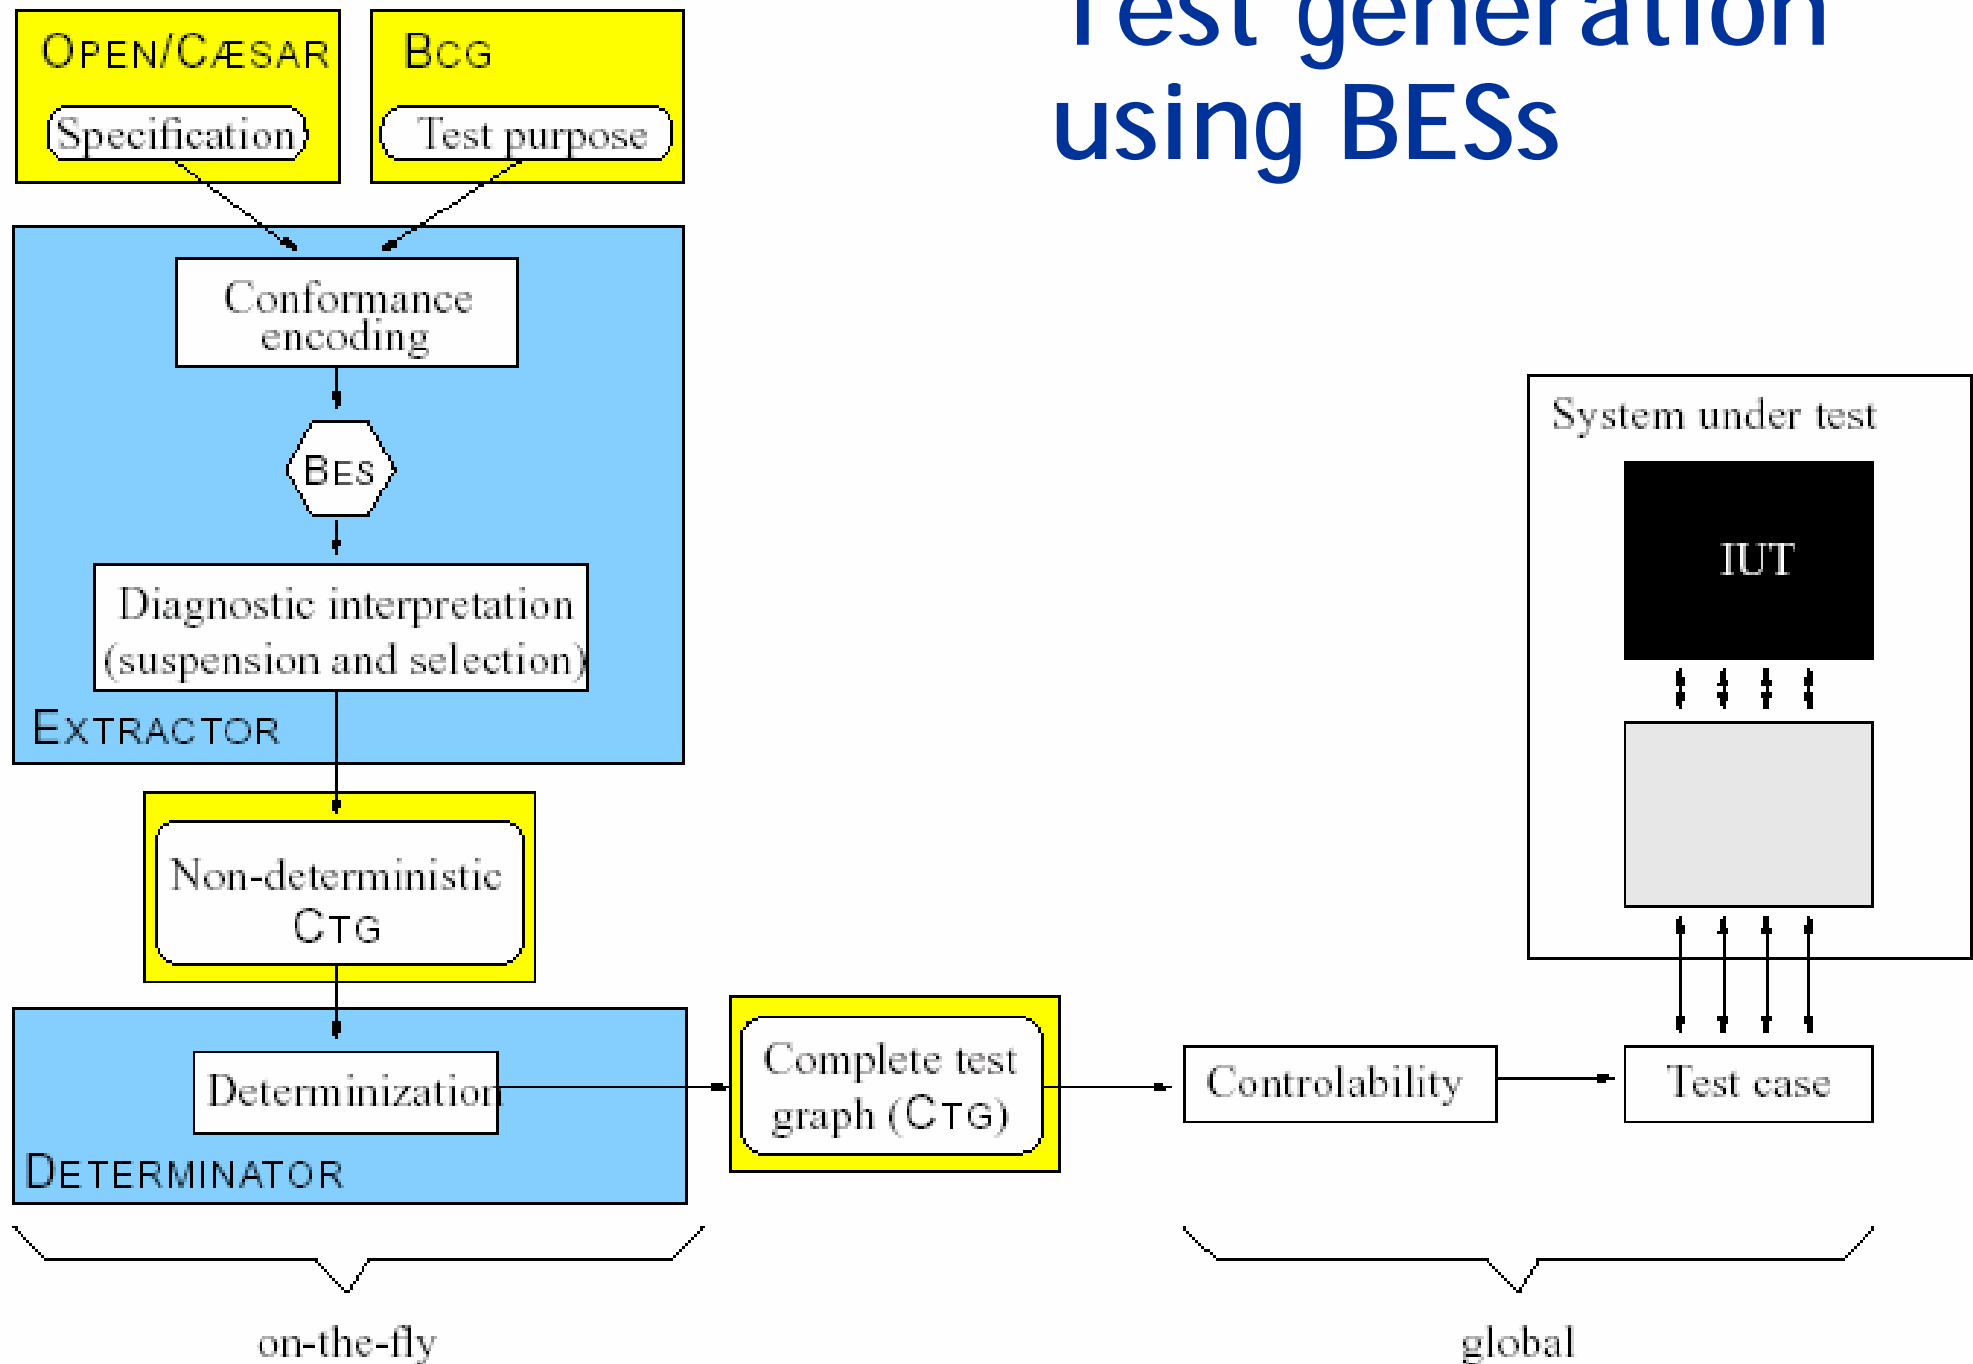 Test generation
using BESs
OPEN/CÆSAR
BCG
Specification
Test purpose
Conformance
encoding
BES
Diagnostic interpretation
(suspension and selection)
EXTRACTOR
Non-deterministic
CTG
Determinization
DETERMINATOR
Complete test
graph (CTG)
Controlability
Test case
System under test
IUT
on-the-fly
global